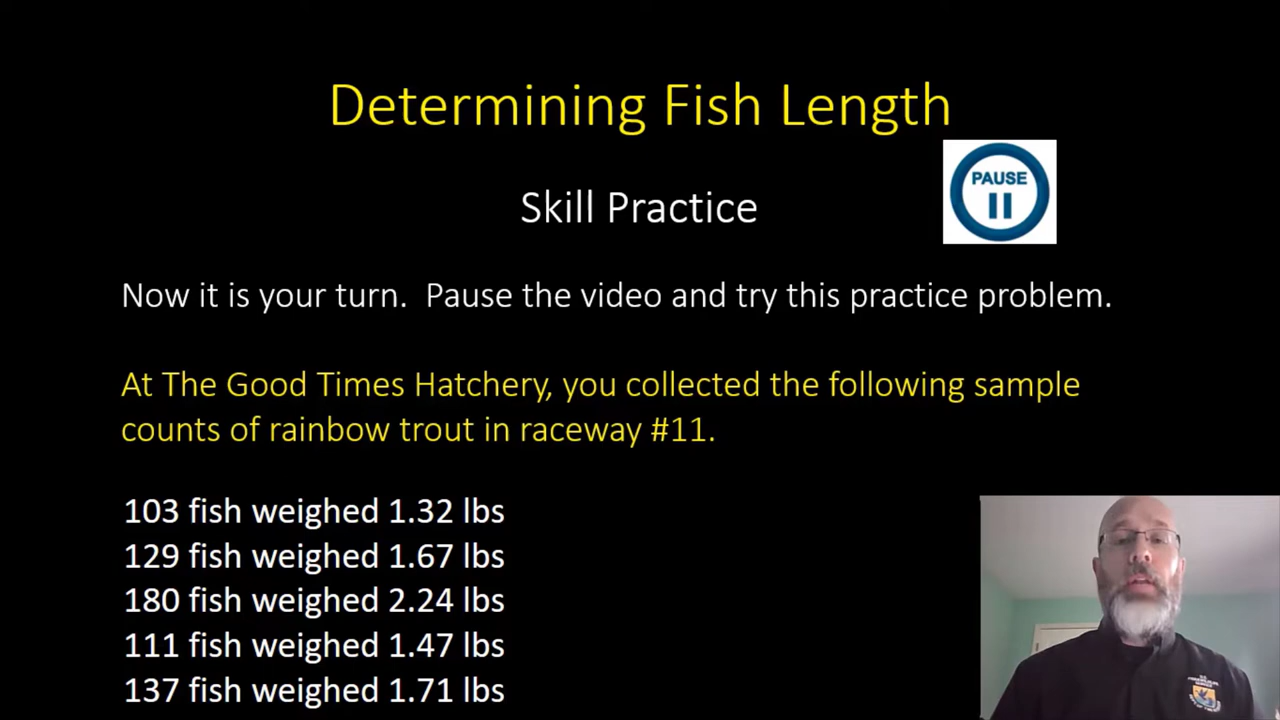 Determining Fish Length
PAUSE
Skill Practice
Now it is your turn.  Pause the video and try this practice problem.
At The Good Times Hatchery, you collected the following sample
counts of rainbow trout in raceway #11.
103 fish weighed 1.32 lbs
129 fish weighed 1.67 lbs
180 fish weighed 2.24 lbs
111 fish weighed 1.47 lbs
137 fish weighed 1.71 lbs